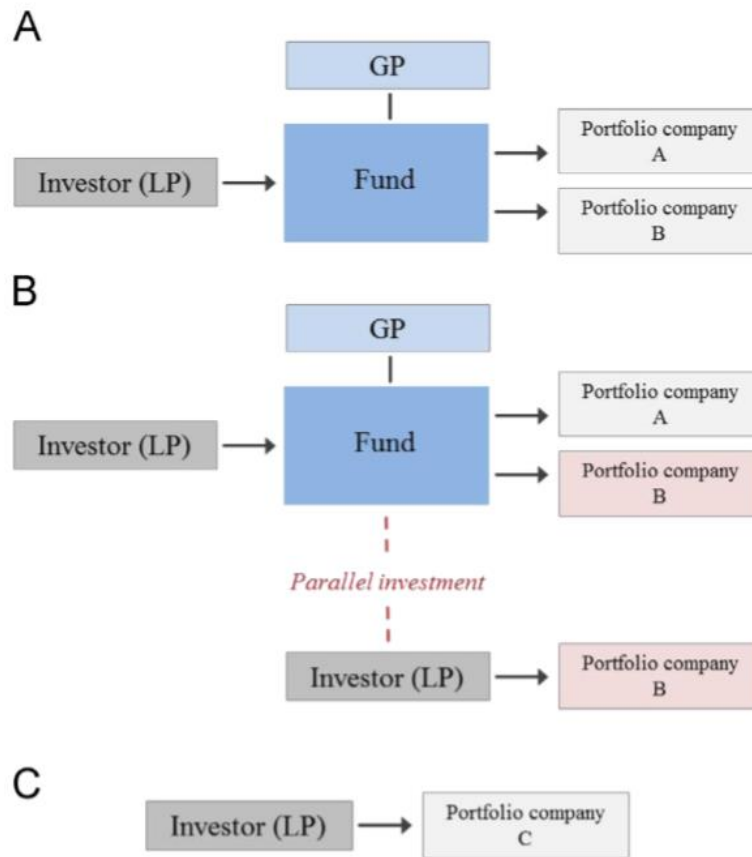 A
GP
Investor (LP)
Fund
Portfolio company
A
Portfolio company
B
B
GP
Investor (LP)
Fund
Portfolio company
A
Portfolio company
B
Parallel investment
Investor (LP)
Portfolio company
B
C
Investor (LP)
Portfolio company
C